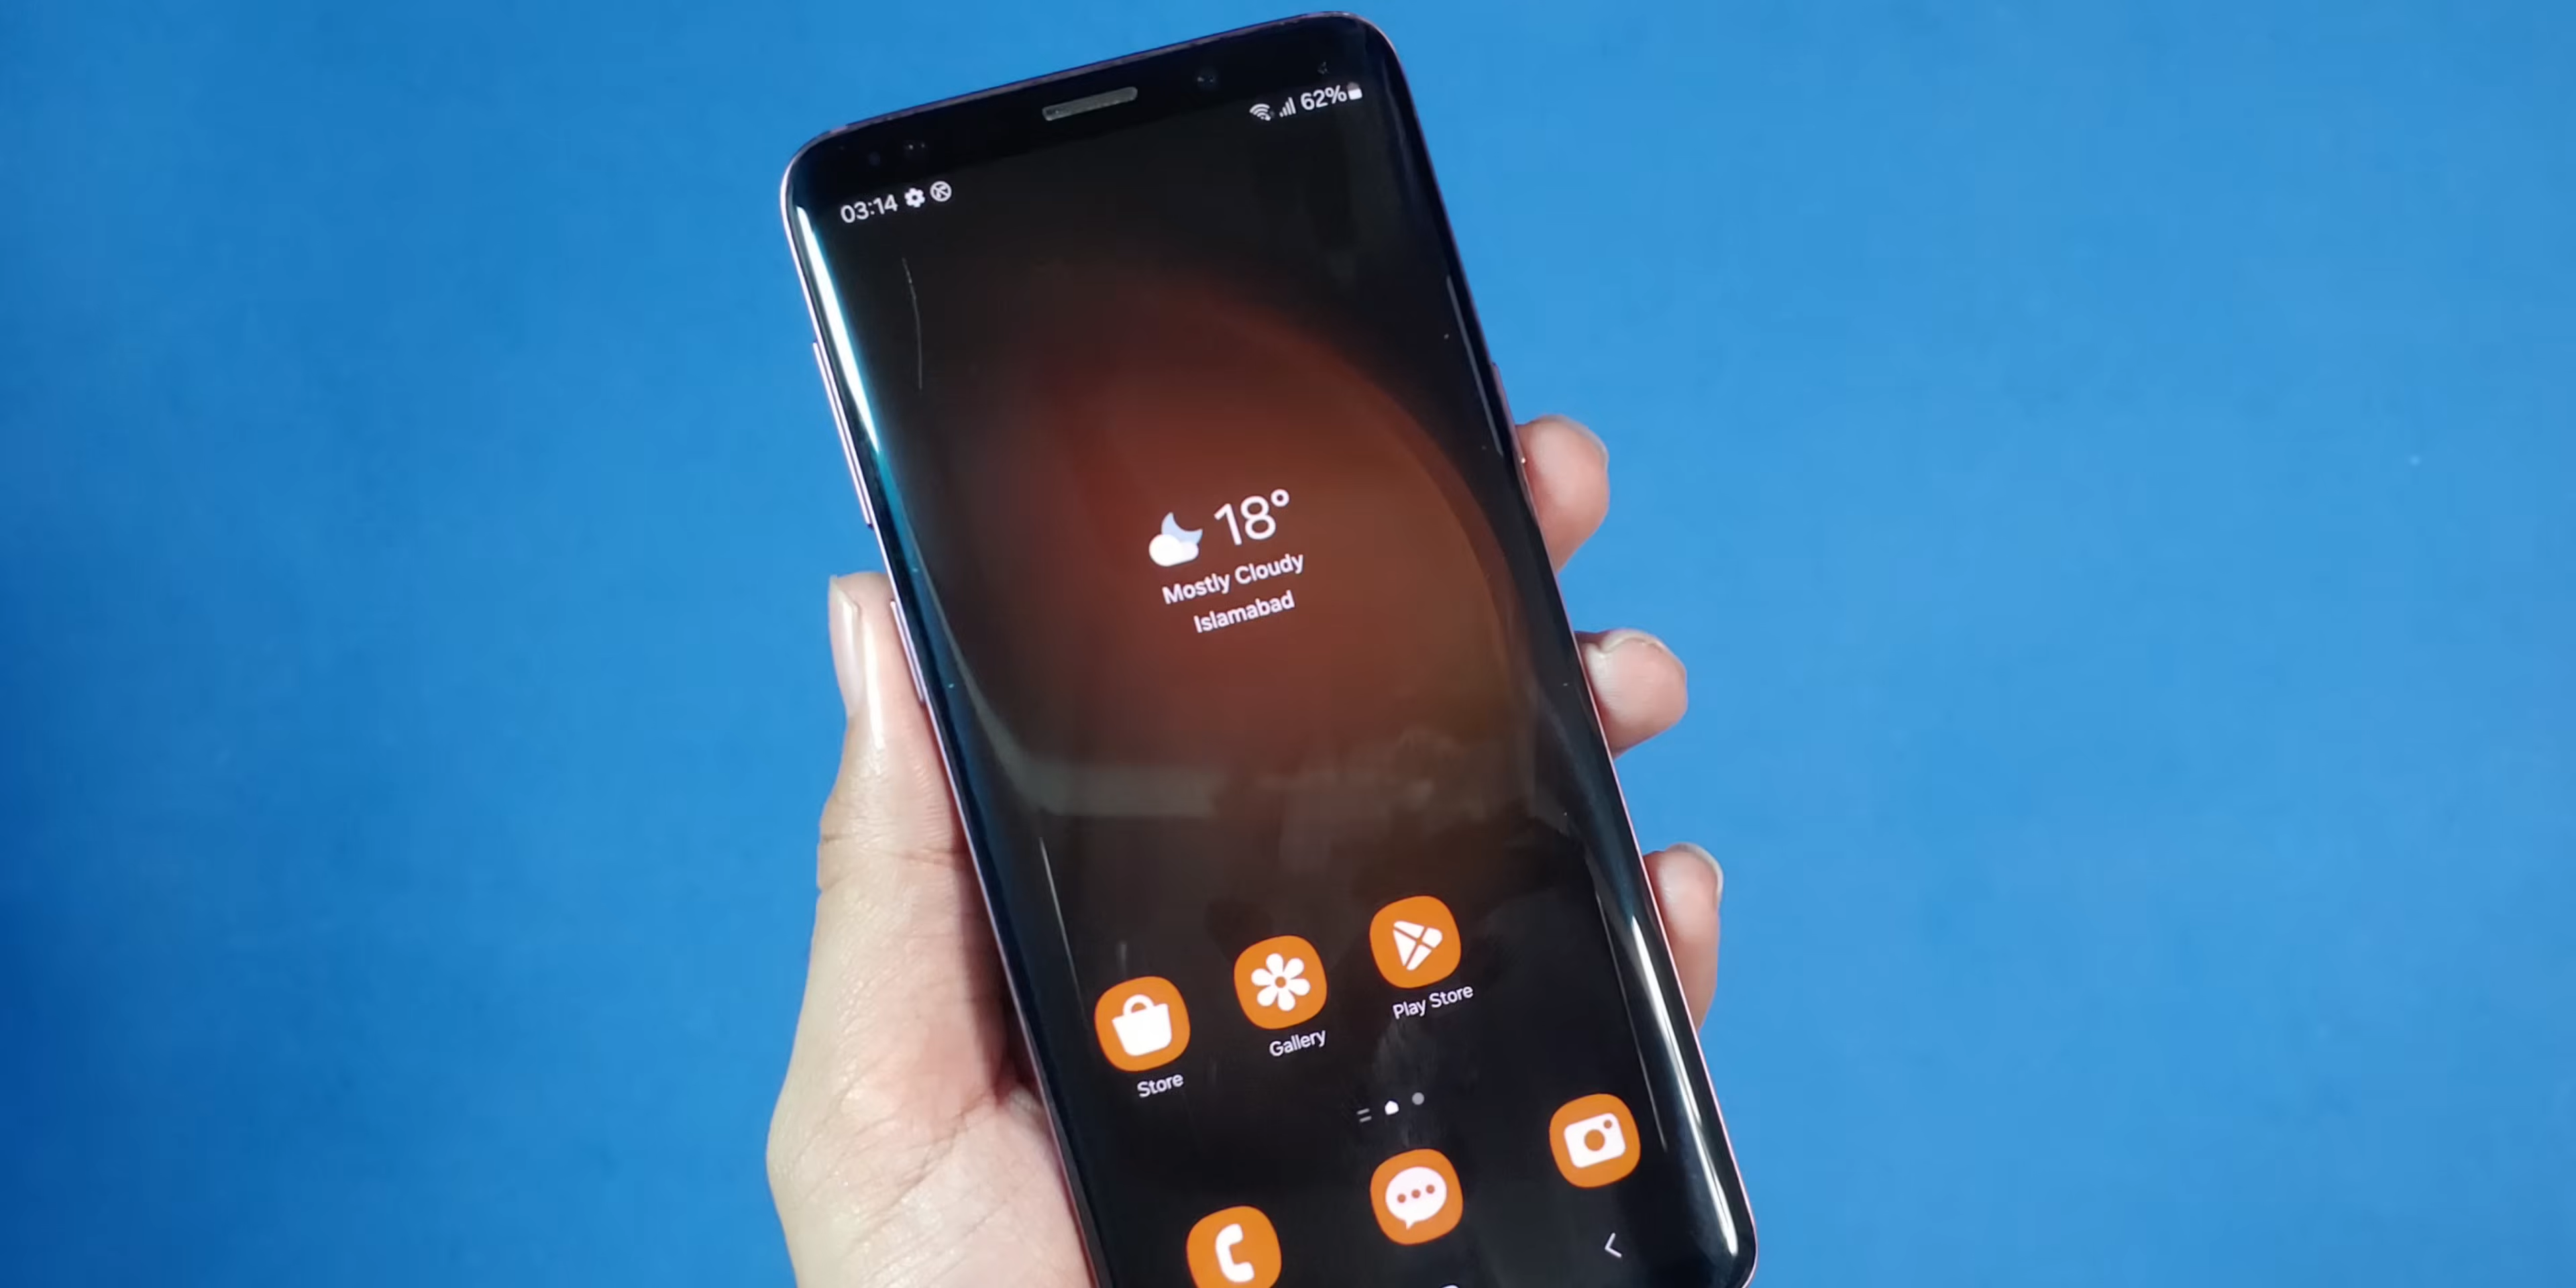 03:14
62%
18°
Mostly Cloudy
Islamabad
Store
Gallery
Play Store